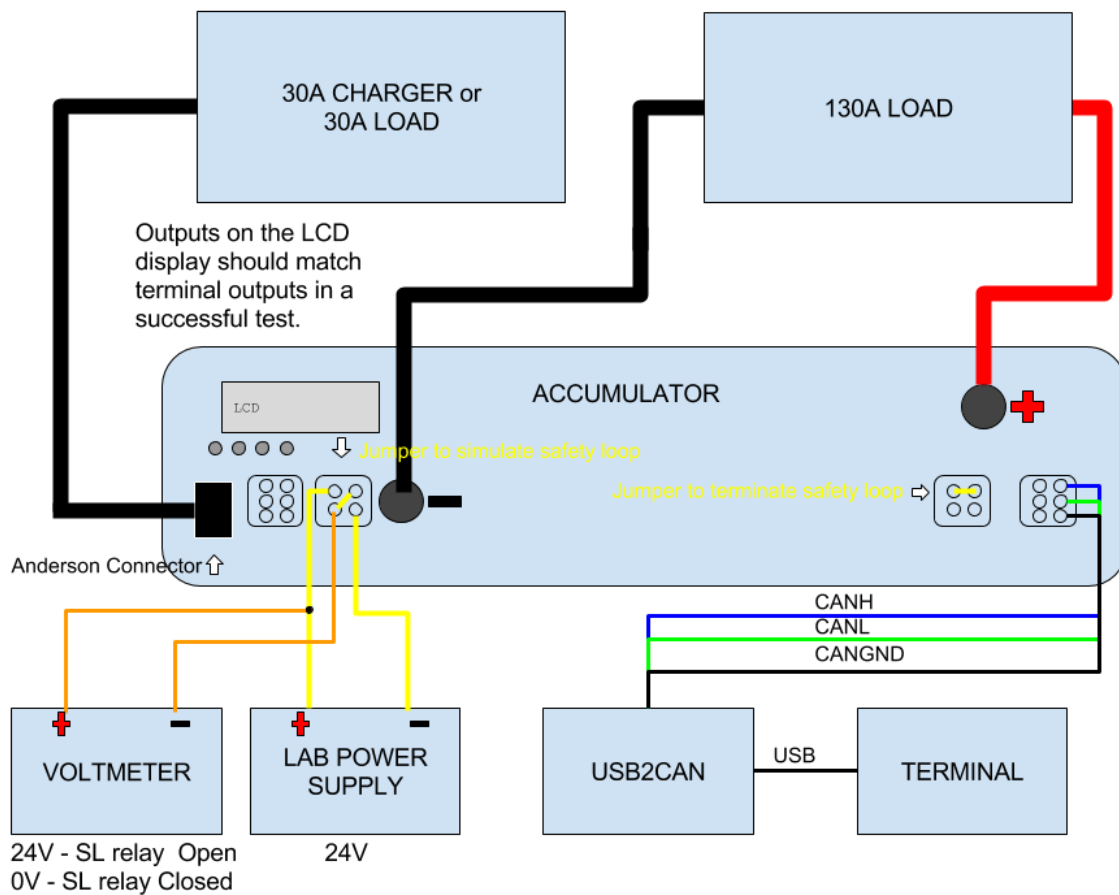 30A CHARGER or
30A LOAD
130A LOAD
Outputs on the LCD
display should match
terminal outputs in a
successful test.
ACCUMULATOR
LCD
Jumper to simulate safety loop
Jumper to terminate safety loop
Anderson Connector
CANH
CANL
CANGND
VOLTMETER
LAB POWER
SUPPLY
USB2CAN
USB
TERMINAL
24V - SL relay  Open
0V - SL relay Closed
24V